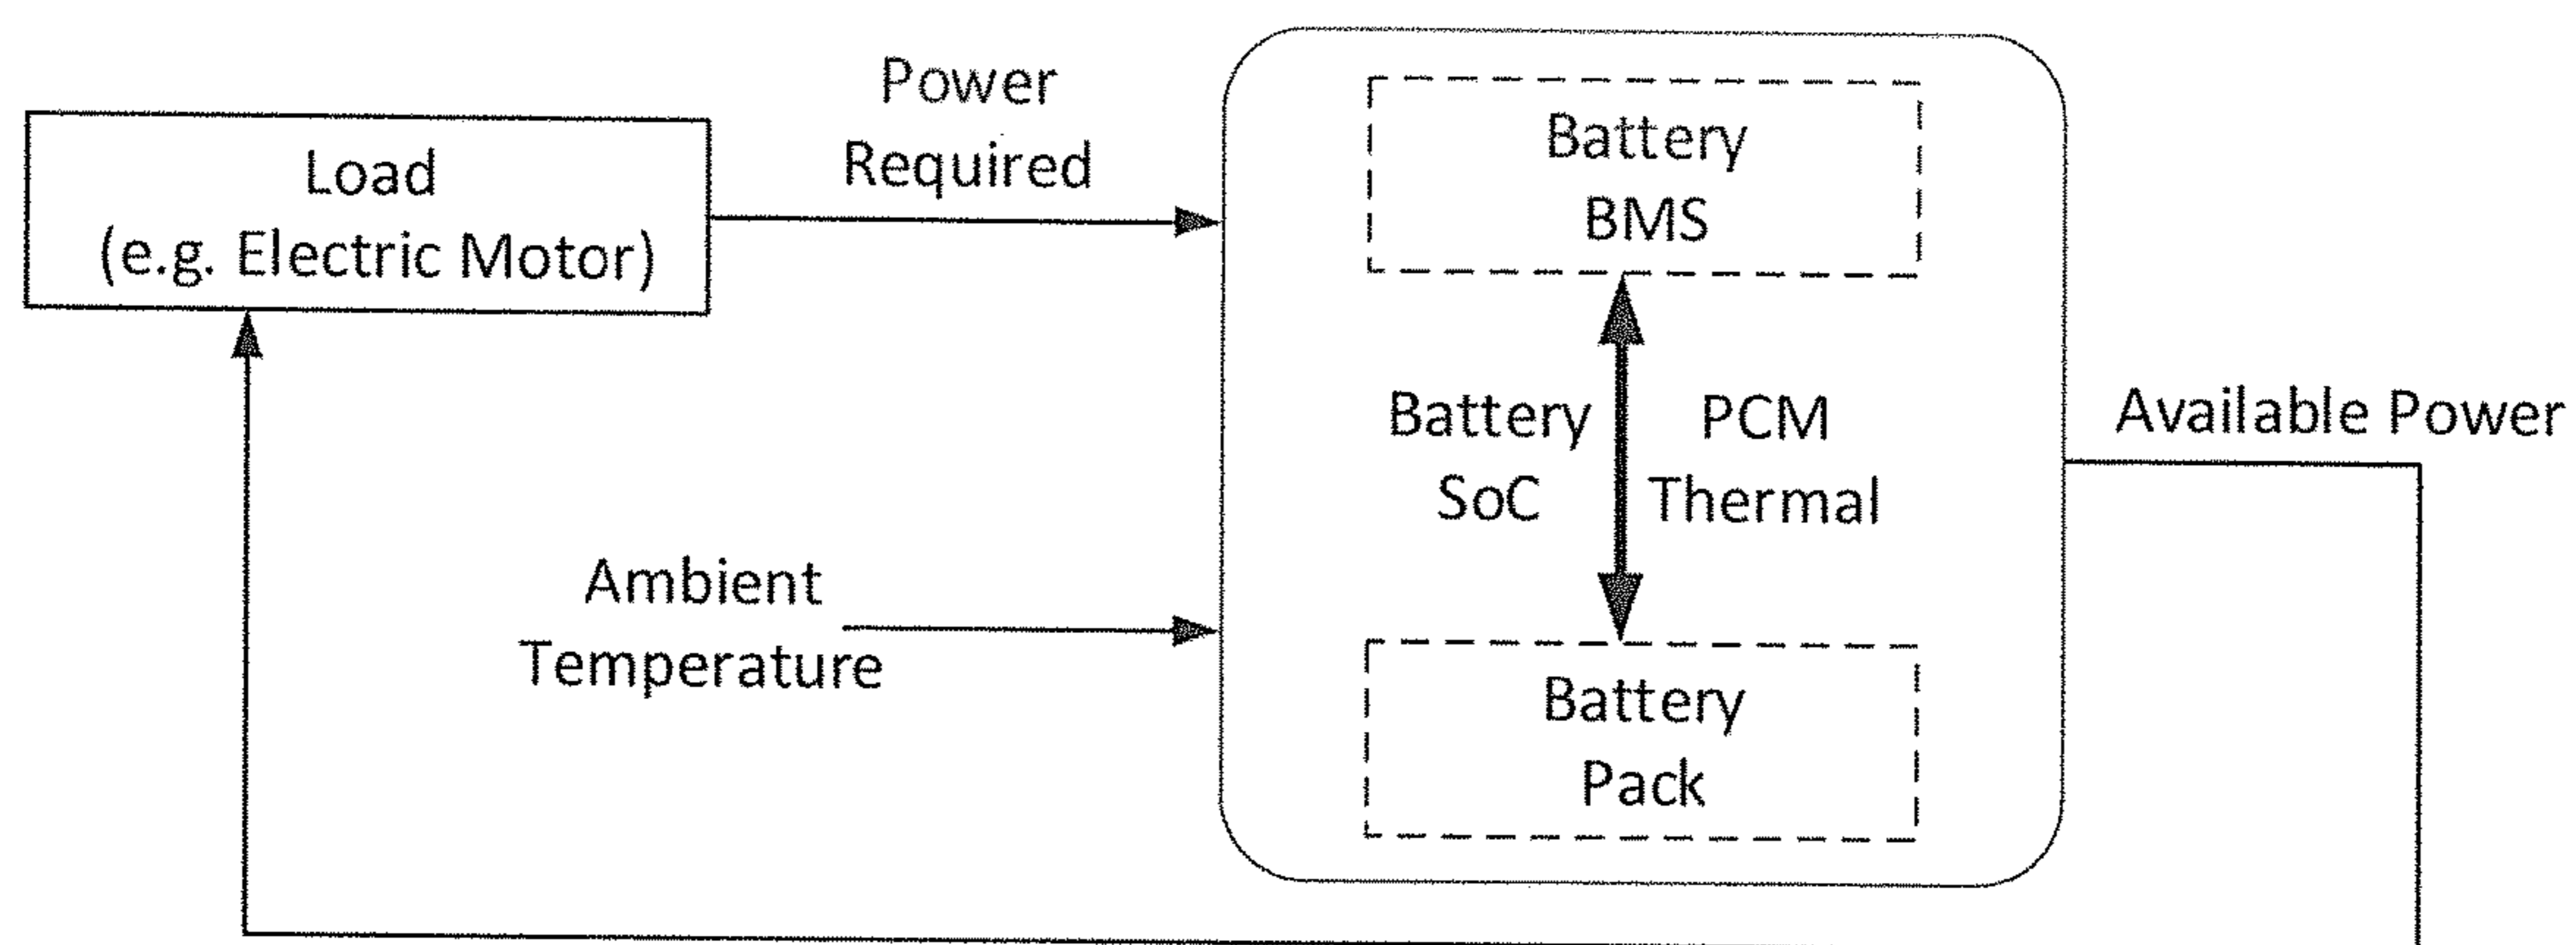 Load
(e.g. Electric Motor)
Power
Required
Ambient
Temperature
Battery
BMS
Battery
SoC
PCM
Thermal
Battery
Pack
Available Power